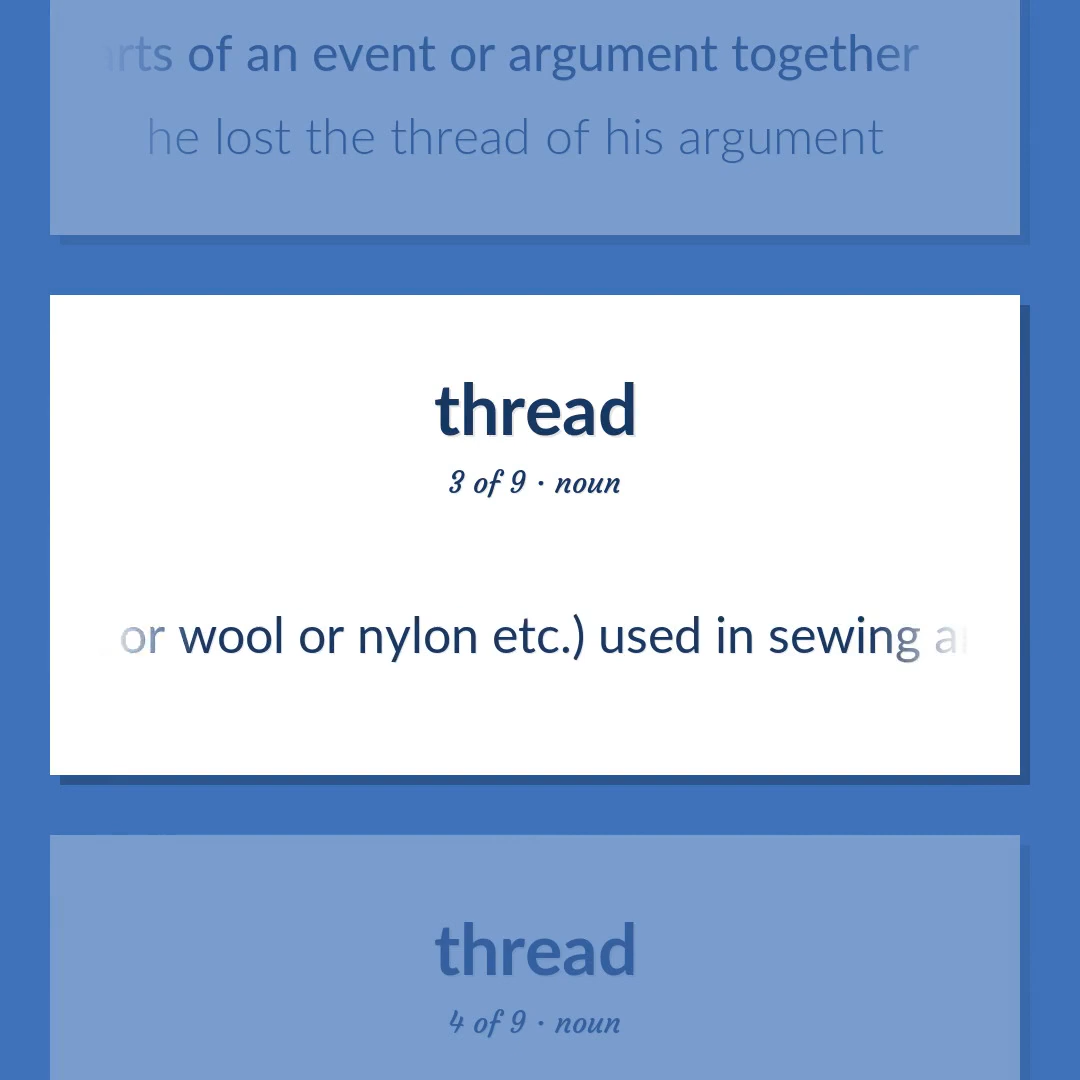 of an event or argument together
he lost the thread of his argument
thread
3 of 9 · noun
or wool or nylon etc.) used in sewing
thread
4 of 9 · noun